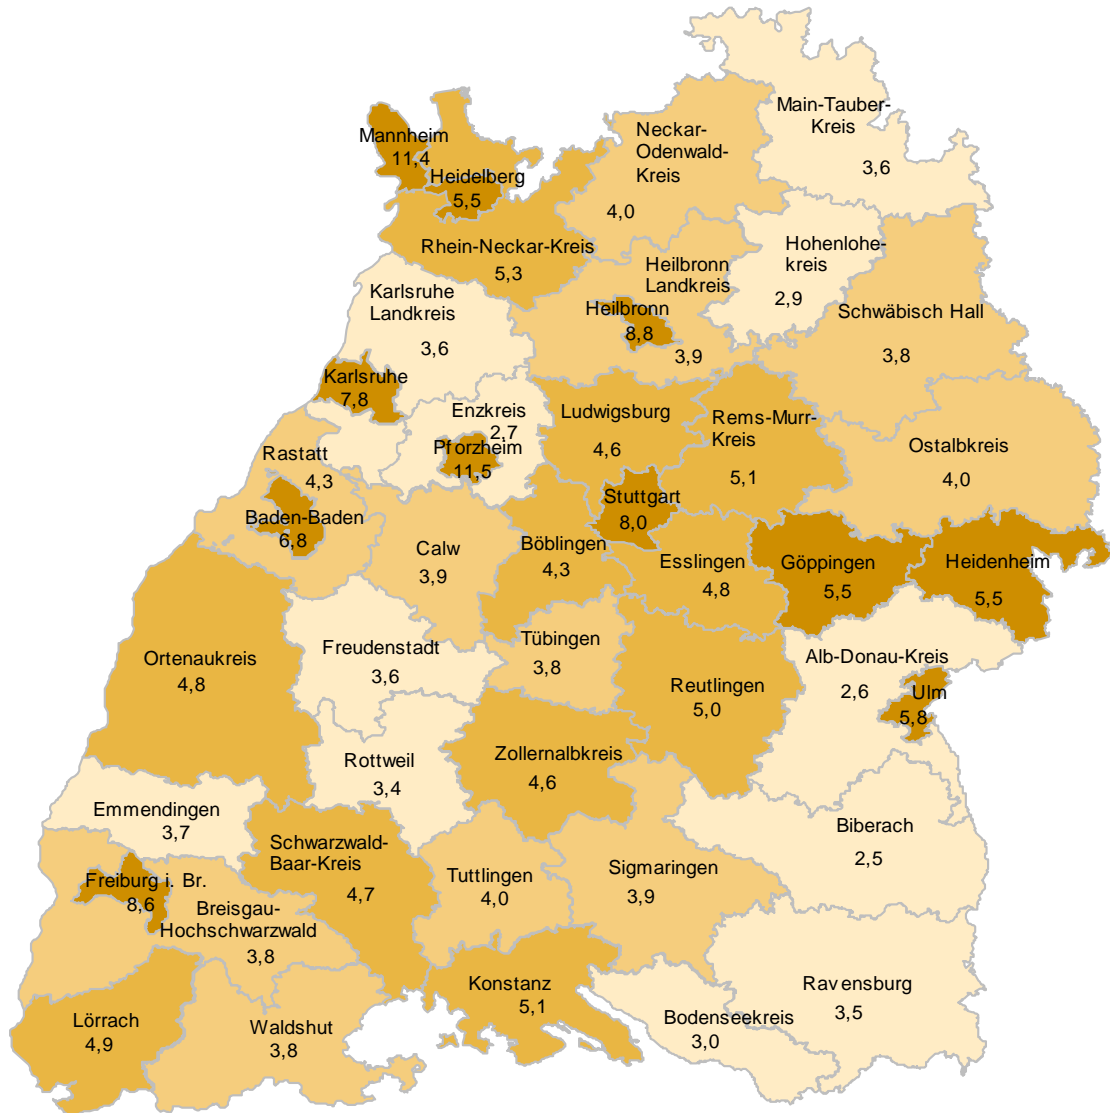 Main-Tauber-
Kreis
3,6
Neckar-
Odenwald-
Kreis
4,0
Mannheim
11,4
Heidelberg
5,5
Rhein-Neckar-Kreis
5,3
Hohenlohe-
kreis
2,9
Heilbronn
Landkreis
3,9
Heilbronn
8,8
Schwäbisch Hall
3,8
Karlsruhe
Landkreis
3,6
Karlsruhe
7,8
Enzkreis
2,7
Pforzheim
11,5
Ludwigsburg
4,6
Rems-Murr-
Kreis
5,1
Ostalbkreis
4,0
Rastatt
4,3
Baden-Baden
6,8
Stuttgart
8,0
Calw
3,9
Böblingen
4,3
Esslingen
4,8
Göppingen
5,5
Heidenheim
5,5
Ortenaukreis
4,8
Freudenstadt
3,6
Tübingen
3,8
Reutlingen
5,0
Alb-Donau-Kreis
2,6
Ulm
5,8
Rottweil
3,4
Zollernalbkreis
4,6
Emmendingen
3,7
Schwarzwald-
Baar-Kreis
4,7
Tuttlingen
4,0
Sigmaringen
3,9
Biberach
2,5
Freiburg i. Br.
8,6
Breisgau-
Hochschwarzwald
3,8
Lörrach
4,9
Waldshut
3,8
Konstanz
5,1
Bodenseekreis
3,0
Ravensburg
3,5